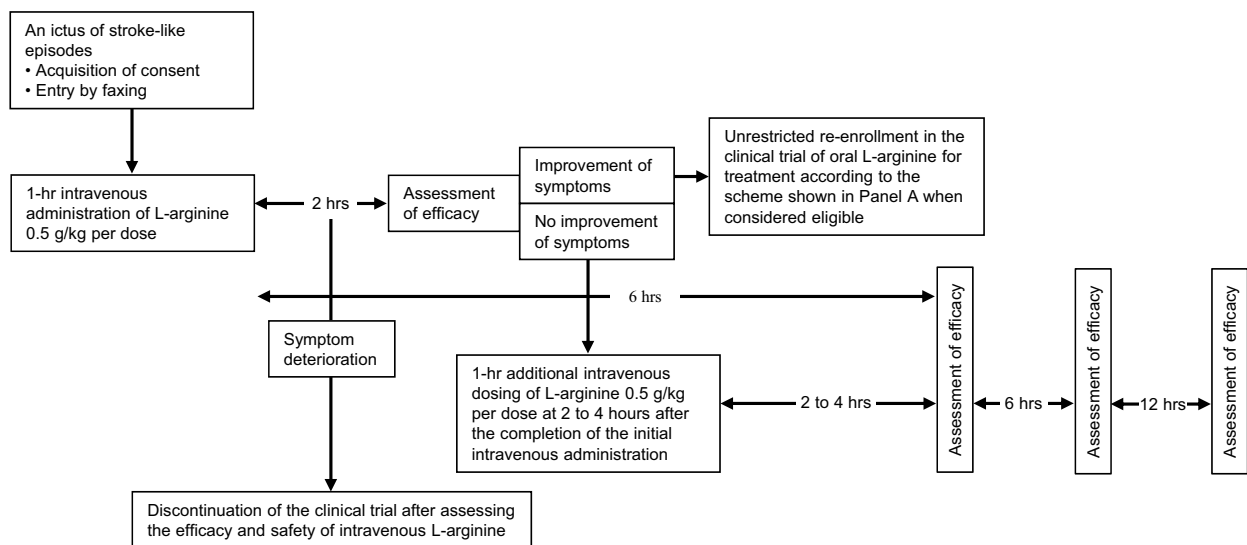 An ictus of stroke-like
episodes
• Acquisition of consent
• Entry by faxing
1-hr intravenous
administration of L-arginine
0.5 g/kg per dose
2 hrs
Assessment
of efficacy
Improvement of
symptoms
No improvement
of symptoms
Unrestricted re-enrollment in the
clinical trial of oral L-arginine for
treatment according to the
scheme shown in Panel A when
considered eligible
6 hrs
Symptom
deterioration
1-hr additional intravenous
dosing of L-arginine 0.5 g/kg
per dose at 2 to 4 hours after
the completion of the initial
intravenous administration
2 to 4 hrs
Assessment of efficacy
6 hrs
Assessment of efficacy
12 hrs
Assessment of efficacy
Discontinuation of the clinical trial after assessing
the efficacy and safety of intravenous L-arginine